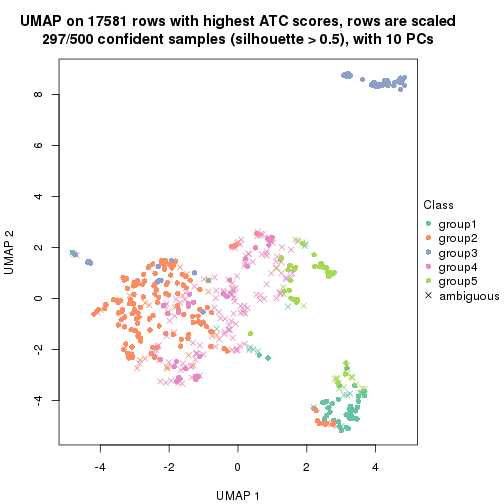 UMAP on 17581 rows with highest ATC scores, rows are scaled
297/500 confident samples (silhouette > 0.5), with 10 PCs
UMAP 2
8
6
4
2
0
-2
-4
-4
-2
0
2
4
UMAP 1
Class
group1
group2
group3
group4
group5
ambiguous